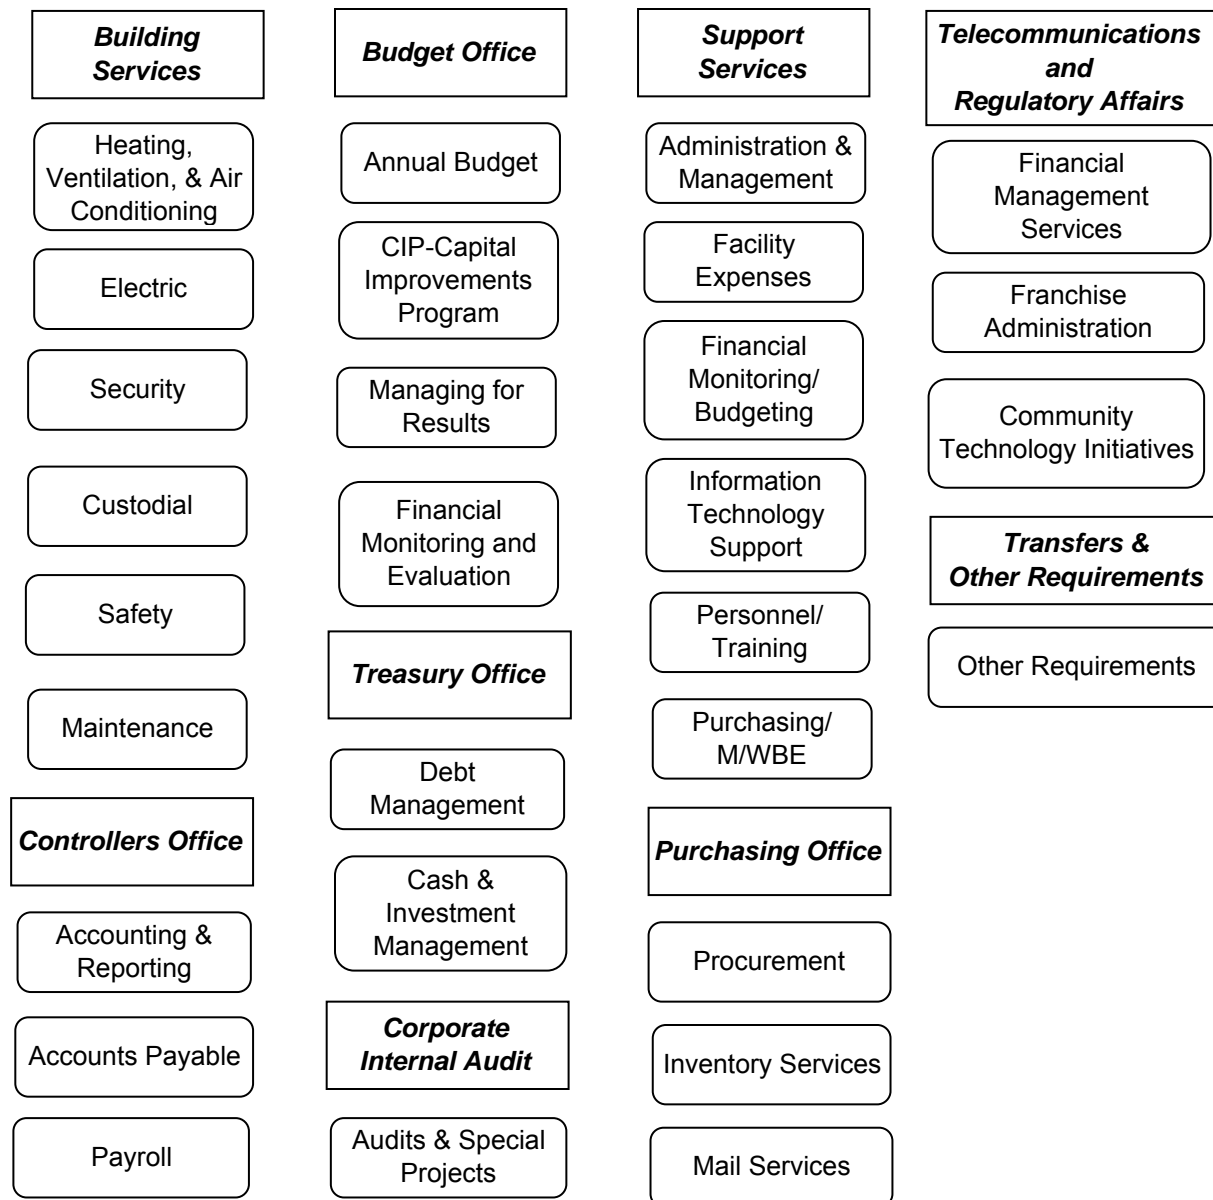 Building
Services
Heating,
Ventilation, & Air
Conditioning
Electric
Security
Custodial
Safety
Maintenance
Controllers Office
Accounting &
Reporting
Accounts Payable
Payroll
Budget Office
Annual Budget
CIP-Capital
Improvements
Program
Managing for
Results
Financial
Monitoring and
Evaluation
Treasury Office
Debt
Management
Cash &
Investment
Management
Corporate
Internal Audit
Audits & Special
Projects
Support
Services
Administration &
Management
Facility
Expenses
Financial
Monitoring/
Budgeting
Information
Technology
Support
Personnel/
Training
Purchasing/
M/WBE
Purchasing Office
Procurement
Inventory Services
Mail Services
Telecommunications
and
Regulatory Affairs
Financial
Management
Services
Franchise
Administration
Community
Technology Initiatives
Transfers &
Other Requirements
Other Requirements